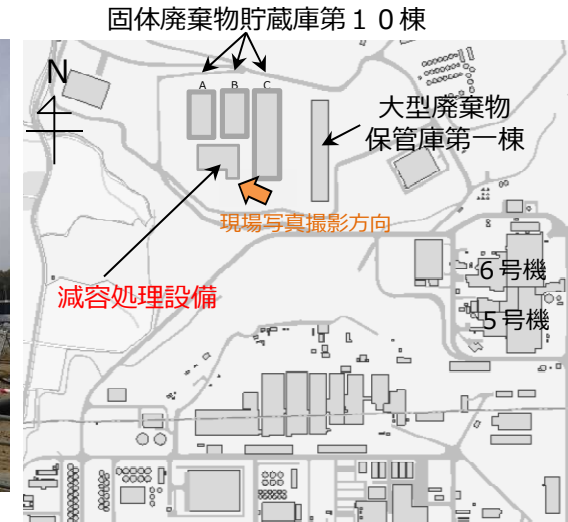 固体廃棄物貯蔵庫第１０棟
N
A B C
大型廃棄物
保管庫第一棟
現場写真撮影方向
減容処理設備
６号機
５号機